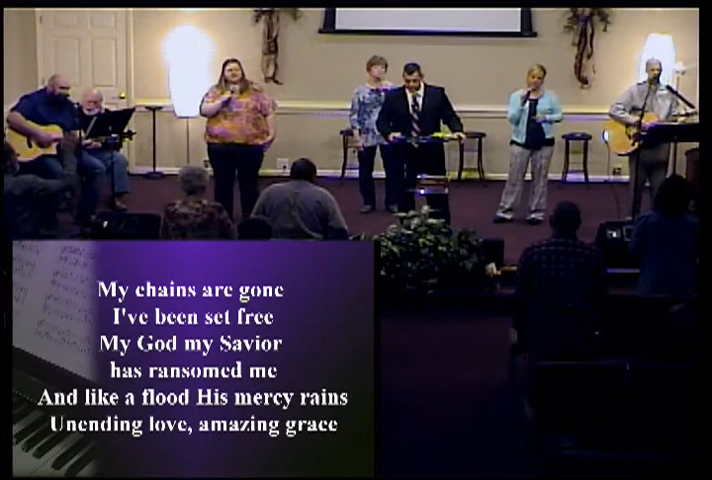 My chains are gone
I've been set free
My God my Savior
has ransomed me
And like a flood His mercy rains
Unending love, amazing grace